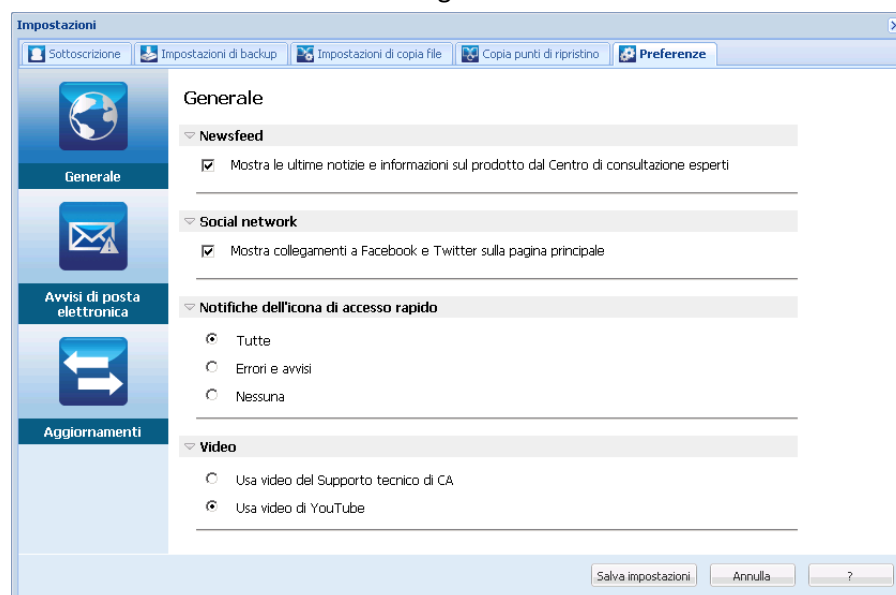 Impostazioni
Sottoscrizione Impostazioni di backup Impostazioni di copia file Copia punti di ripristino Preferenze
Generale
Avvisi di posta elettronica
Aggiornamenti
Generale
Newsfeed
Mostra le ultime notizie e informazioni sul prodotto dal Centro di consultazione esperti
Social network
Mostra collegamenti a Facebook e Twitter sulla pagina principale
Notifiche dell'icona di accesso rapido
Tutte
Errori e avvisi
Nessuna
Video
Usa video del Supporto tecnico di CA
Usa video di YouTube
Salva impostazioni Annulla ?